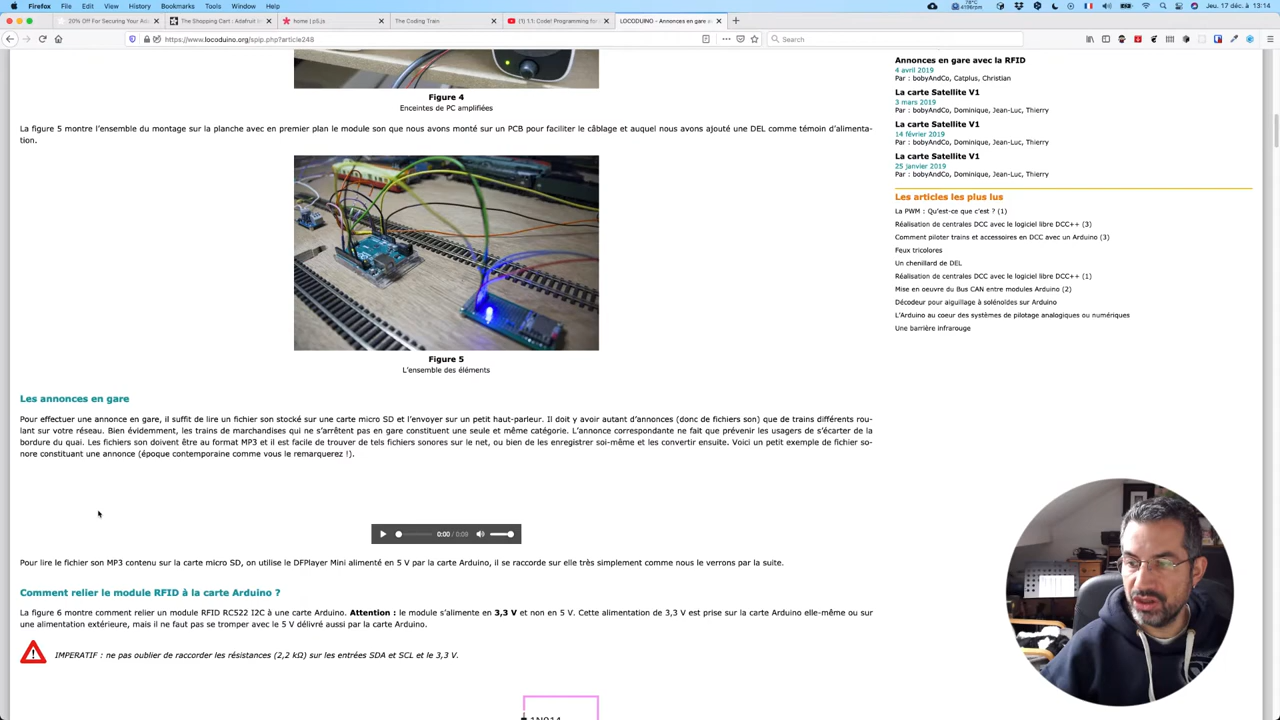 Firefox File Edit View History Bookmarks Tools Window Help
78°C
4196rpm
Jeu. 17 déc. à 13:14
20% Off For Securing Your Ad
The Shopping Cart : Adafruit I
home | p5.js
The Coding Train
(1) 1.1: Code! Programming for
LOCODUINO - Annonces en gare
https://www.locoduino.org/spip.php?article248
Search
Figure 4
Enceintes de PC amplifiées
La figure 5 montre l'ensemble du montage sur la planche avec en premier plan le module son que nous avons monté sur un PCB pour faciliter le câblage et auquel nous avons ajouté une DEL comme témoin d'alimenta-
tion.
Figure 5
L'ensemble des éléments
Les annonces en gare
Pour effectuer une annonce en gare, il suffit de lire un fichier son stocké sur une carte micro SD et l'envoyer sur un petit haut-parleur. Il doit y avoir autant d'annonces (donc de fichiers son) que de trains différents rou-
lant sur votre réseau. Bien évidemment, les trains de marchandises qui ne s'arrêtent pas en gare constituent une seule et même catégorie. L'annonce correspondante ne fait que prévenir les usagers de s'écarter de la
bordure du quai. Les fichiers son doivent être au format MP3 et il est facile de trouver de tels fichiers sonores sur le net, ou bien de les enregistrer soi-même et les convertir ensuite. Voici un petit exemple de fichier so-
nore constituant une annonce (époque contemporaine comme vous le remarquerez !).
0:00 / 0:09
Pour lire le fichier son MP3 contenu sur la carte micro SD, on utilise le DFPlayer Mini alimenté en 5 V par la carte Arduino, il se raccorde sur elle très simplement comme nous le verrons par la suite.
Comment relier le module RFID à la carte Arduino ?
La figure 6 montre comment relier un module RFID RC522 I2C à une carte Arduino. Attention : le module s'alimente en 3,3 V et non en 5 V. Cette alimentation de 3,3 V est prise sur la carte Arduino elle-même ou sur
une alimentation extérieure, mais il ne faut pas se tromper avec le 5 V délivré aussi par la carte Arduino.
IMPERATIF : ne pas oublier de raccorder les résistances (2,2 kΩ) sur les entrées SDA et SCL et le 3,3 V.
1N914
Annonces en gare avec la RFID
4 avril 2019
Par : bobyAndCo, Catplus, Christian
La carte Satellite V1
3 mars 2019
Par : bobyAndCo, Dominique, Jean-Luc, Thierry
La carte Satellite V1
14 février 2019
Par : bobyAndCo, Dominique, Jean-Luc, Thierry
La carte Satellite V1
25 janvier 2019
Par : bobyAndCo, Dominique, Jean-Luc, Thierry
Les articles les plus lus
La PWM : Qu'est-ce que c'est ? (1)
Réalisation de centrales DCC avec le logiciel libre DCC++ (3)
Comment piloter trains et accessoires en DCC avec un Arduino (3)
Feux tricolores
Un chenillard de DEL
Réalisation de centrales DCC avec le logiciel libre DCC++ (1)
Mise en oeuvre du Bus CAN entre modules Arduino (2)
Décodeur pour aiguillage à solénoïdes sur Arduino
L'Arduino au coeur des systèmes de pilotage analogiques ou numériques
Une barrière infrarouge